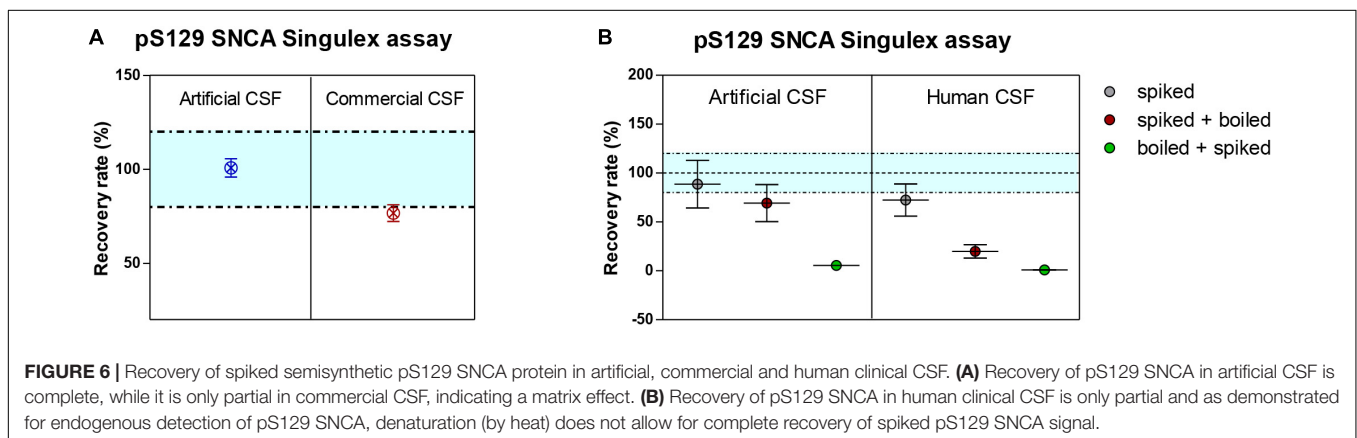 A pS129 SNCA Singulex assay
150
100
50
Recovery rate (%)
Artificial CSF
Commercial CSF
B pS129 SNCA Singulex assay
200
150
100
50
0
-50
Recovery rate (%)
Artificial CSF
Human CSF
spiked
spiked + boiled
boiled + spiked
FIGURE 6 | Recovery of spiked semisynthetic pS129 SNCA protein in artificial, commercial and human clinical CSF. (A) Recovery of pS129 SNCA in artificial CSF is
complete, while it is only partial in commercial CSF, indicating a matrix effect. (B) Recovery of pS129 SNCA in human clinical CSF is only partial and as demonstrated
for endogenous detection of pS129 SNCA, denaturation (by heat) does not allow for complete recovery of spiked pS129 SNCA signal.